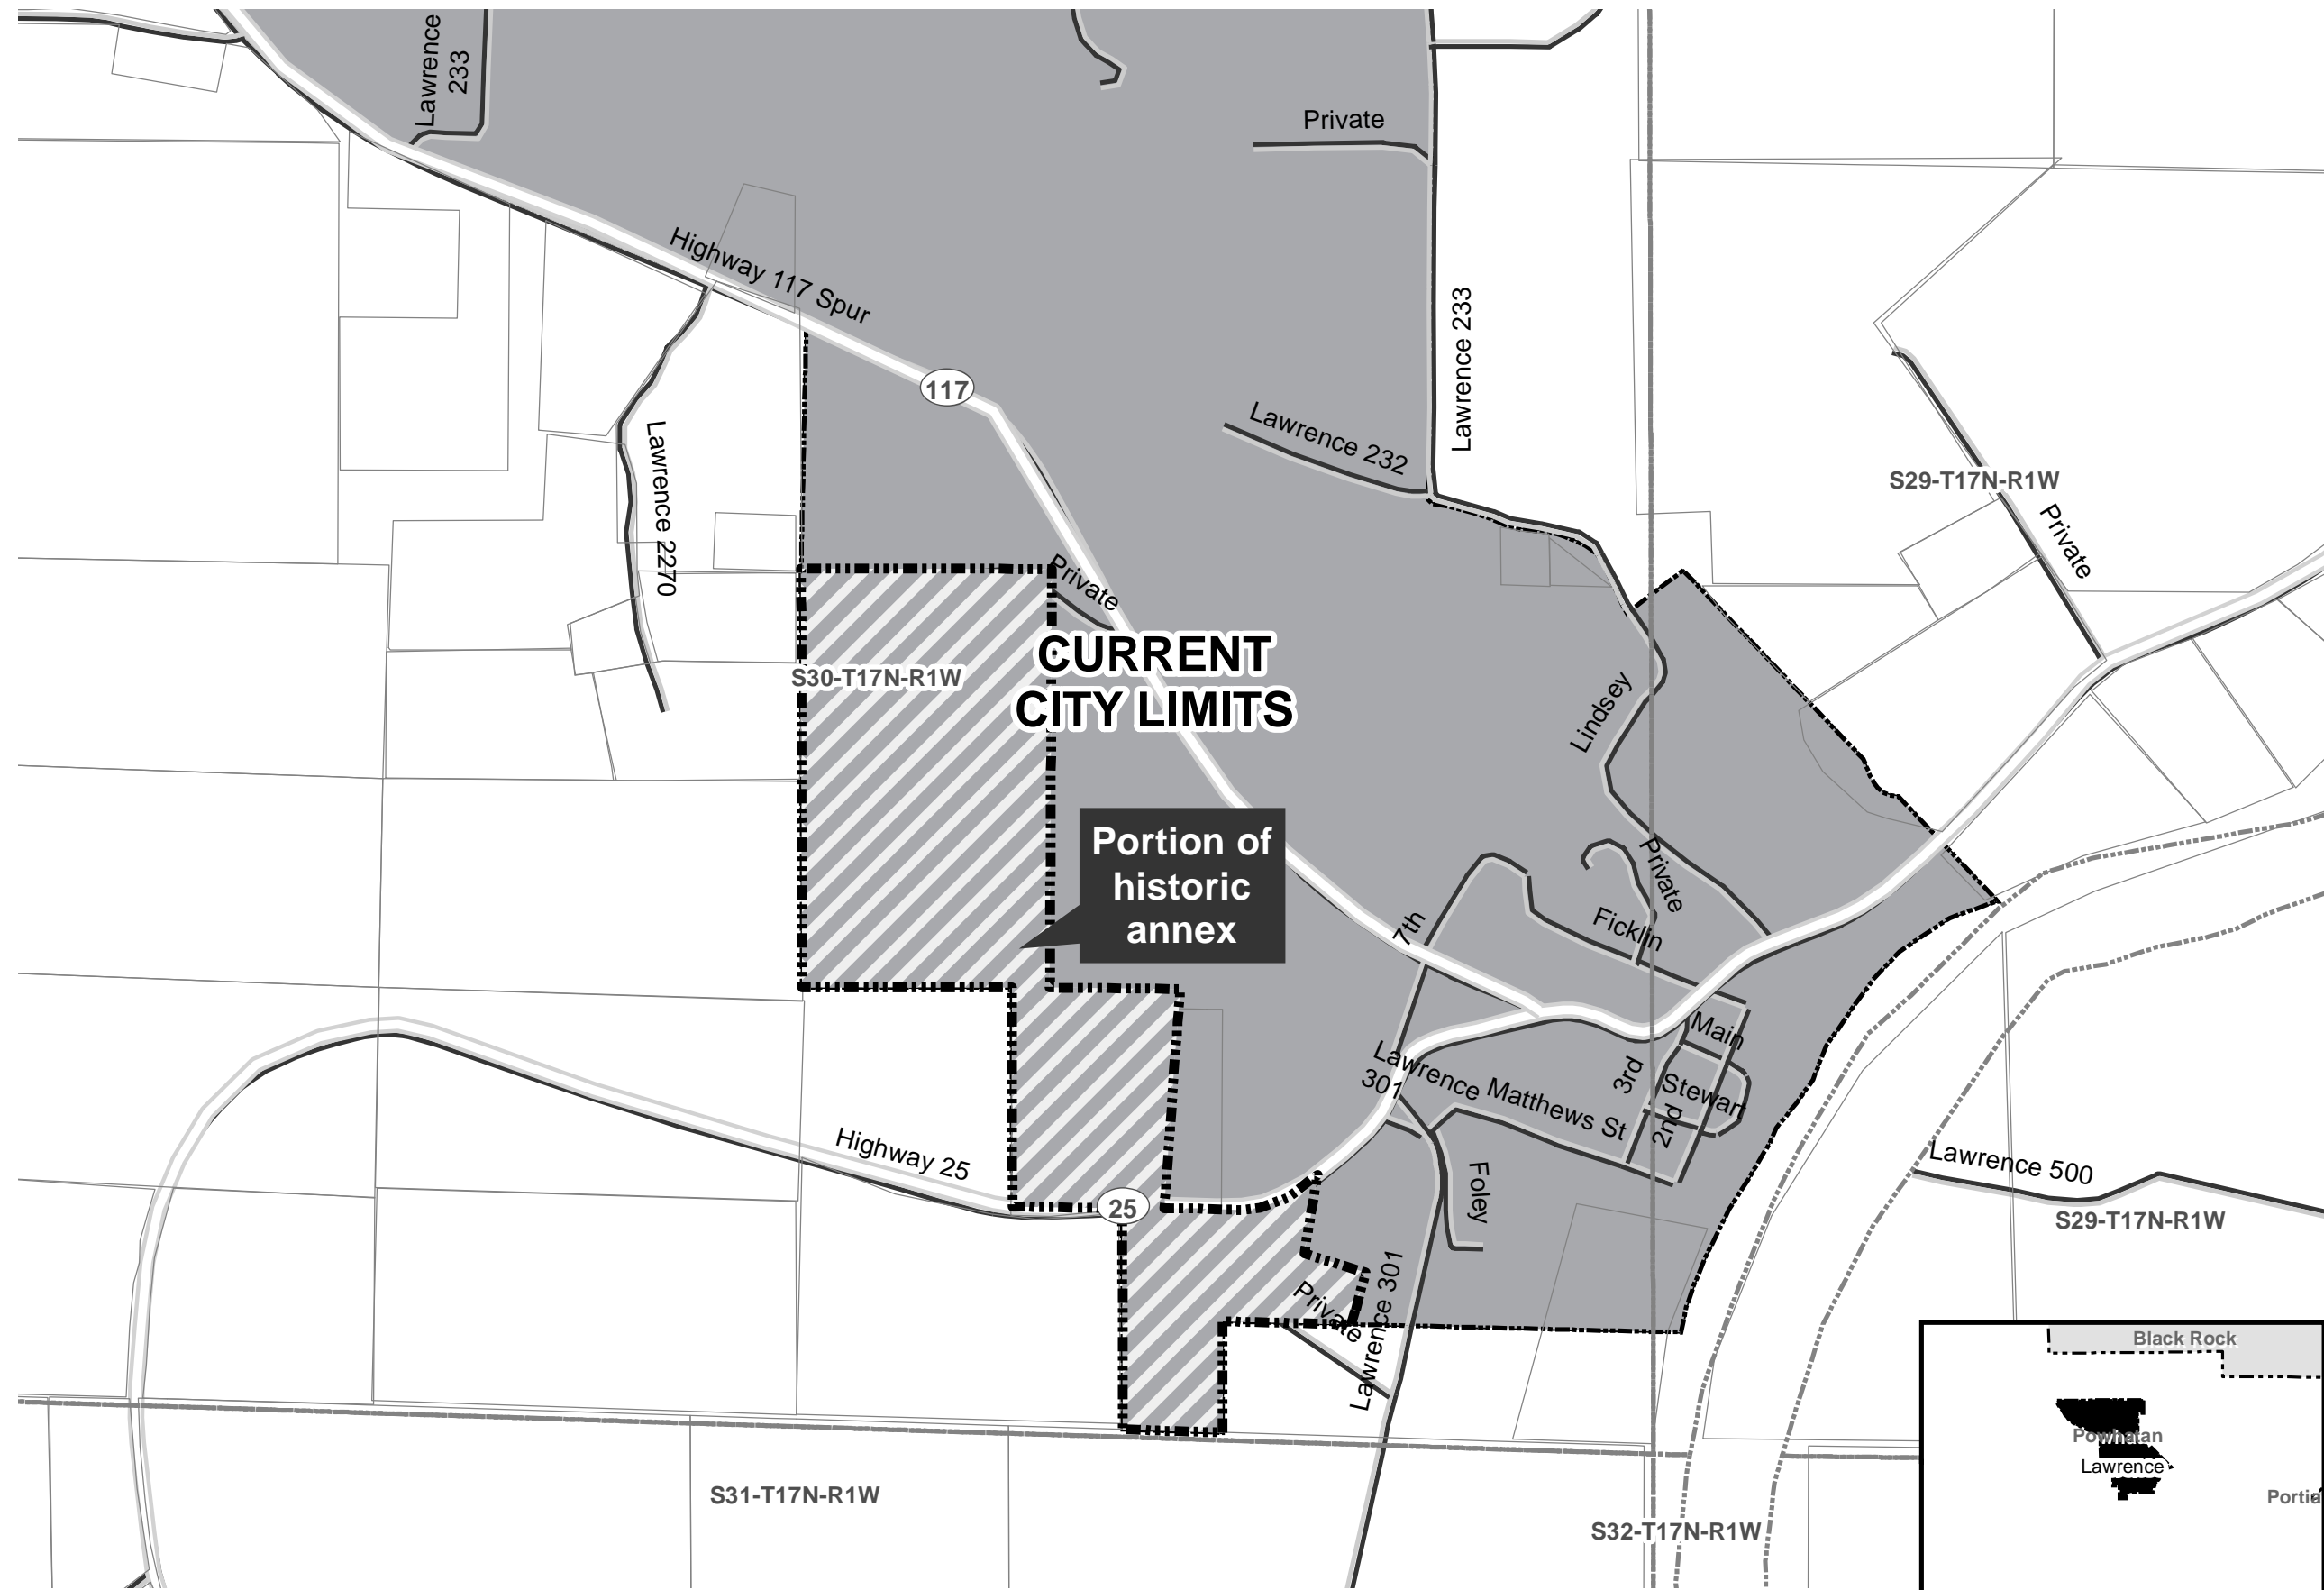 Lawrence
233
Private
Highway 117 Spur
117
Lawrence 233
Lawrence 232
Lawrence 2270
S29-T17N-R1W
Private
Private
CURRENT
CITY LIMITS
S30-T17N-R1W
Lindsey
Portion of
historic
annex
Private
7th
Ficklin
Main
Lawrence
301
Matthews St
3rd
Stewart
2nd
Highway 25
25
Foley
Lawrence 500
S29-T17N-R1W
Private
Lawrence 301
S31-T17N-R1W
S32-T17N-R1W
Black Rock
Powhatan
Lawrence
Portia